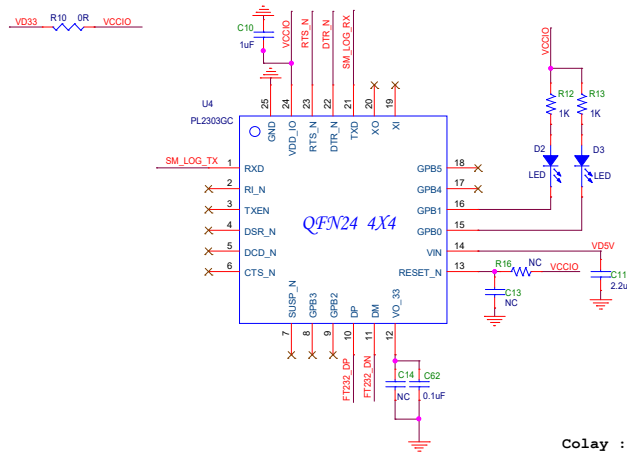 VD33 R10 0R VCCIO
C10
1uF
VCCIO
RTS_N
DTR_N
SM_LOG_RX
VCCIO
R12 R13
1K 1K
U4
PL2303GC
25 24 23 22 21 20 19
GND VDD_IO RTS_N DTR_N TXD XO XI
D2 D3
LED LED
SM_LOG_TX 1 RXD GPB5 18
2 RI_N GPB4 17
3 TXEN GPB1 16
4 DSR_N GPB0 15
5 DCD_N VIN 14 VD5V
6 CTS_N RESET_N 13
QFN24 4X4
R16 NC VCCIO
C11
2.2u
C13
NC
SUSP_N GPB3 GPB2 DP DM VO_33
7 8 9 10 11 12
FT232_DP
FT232_DN
C14 C62
NC 0.1uF
Colay :